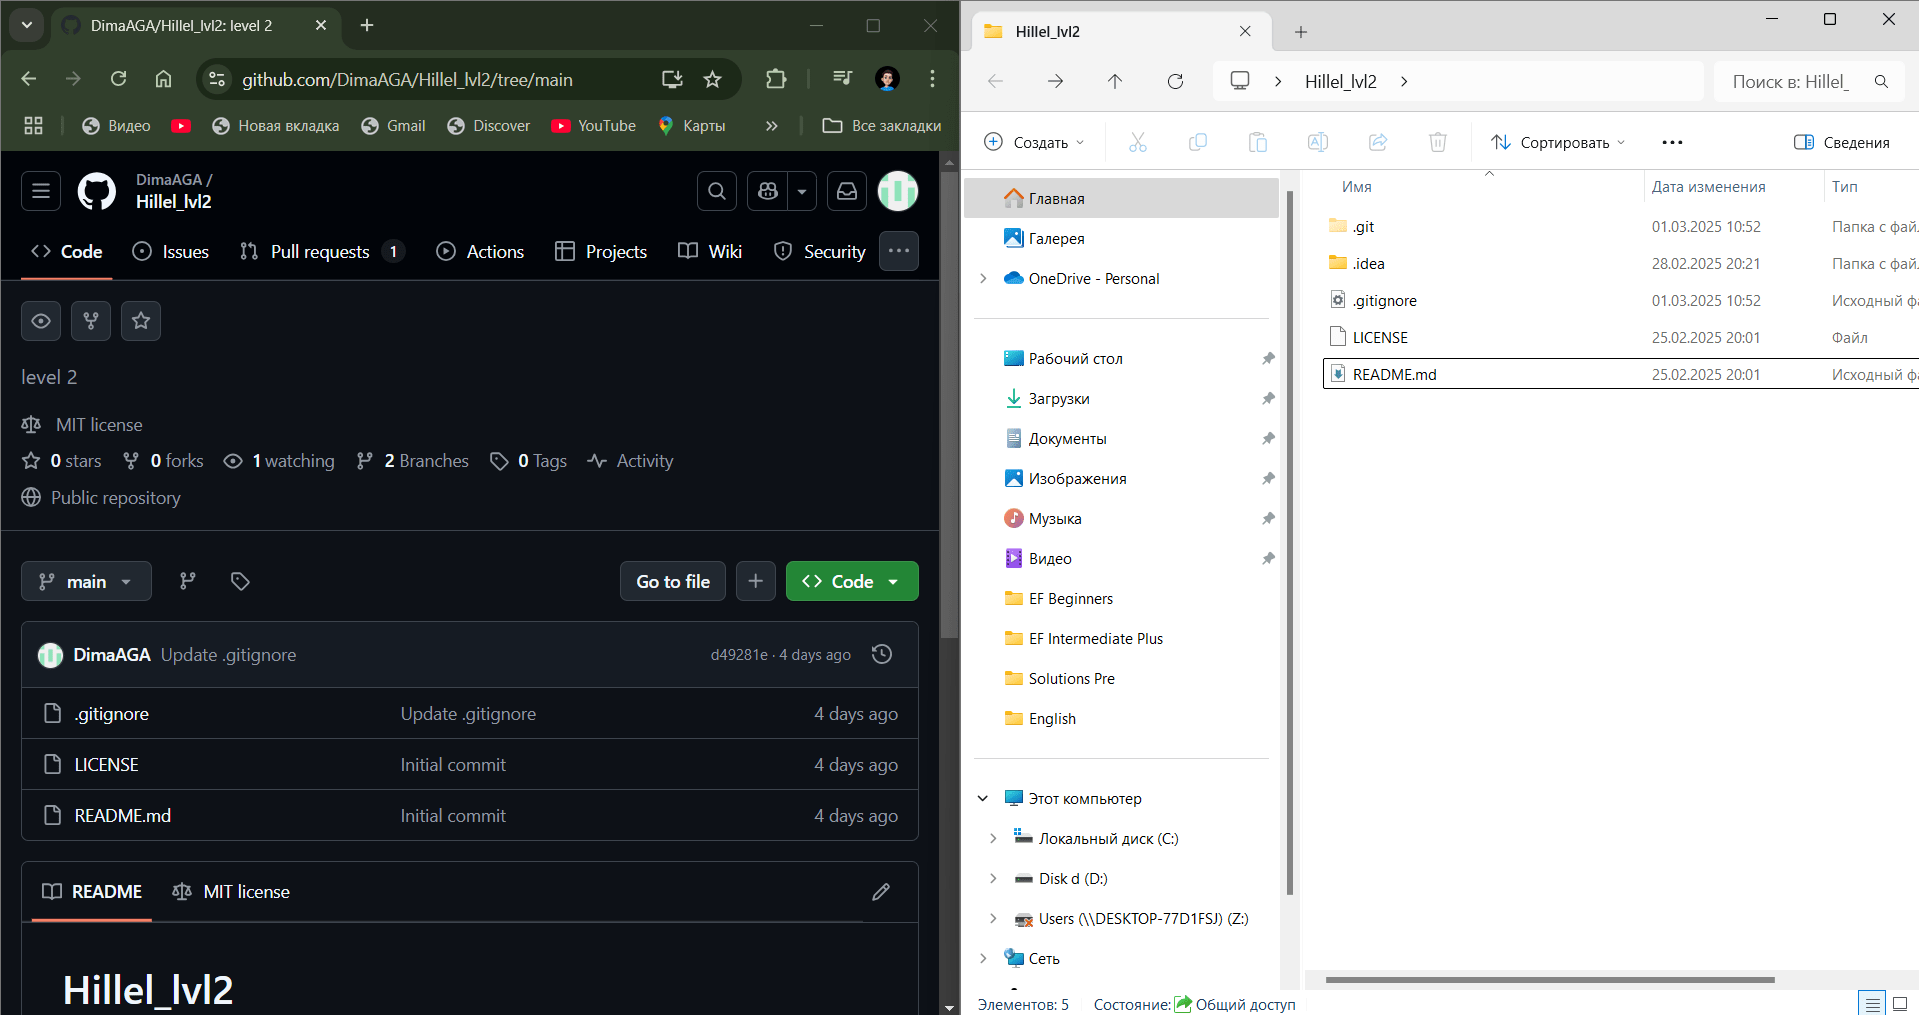 DimaAGA/Hillel_lvl2: level 2
github.com/DimaAGA/Hillel_lvl2/tree/main
Видео
Новая вкладка
Gmail
Discover
YouTube
Карты
Все закладки
DimaAGA /
Hillel_lvl2
Code
Issues
Pull requests 1
Actions
Projects
Wiki
Security
level 2
MIT license
0 stars
0 forks
1 watching
2 Branches
0 Tags
Activity
Public repository
main
Go to file
Code
DimaAGA Update .gitignore d49281e · 4 days ago
.gitignore Update .gitignore 4 days ago
LICENSE Initial commit 4 days ago
README.md Initial commit 4 days ago
README
MIT license
Hillel_lvl2
Hillel_lvl2
Hillel_lvl2
Поиск в: Hillel_
Создать
Сортировать
Сведения
Главная
Галерея
OneDrive - Personal
Рабочий стол
Загрузки
Документы
Изображения
Музыка
Видео
EF Beginners
EF Intermediate Plus
Solutions Pre
English
Этот компьютер
Локальный диск (C:)
Disk d (D:)
Users (\\DESKTOP-77D1FSJ) (Z:)
Сеть
Имя Дата изменения Тип
.git 01.03.2025 10:52 Папка с фай
.idea 28.02.2025 20:21 Папка с фай
.gitignore 01.03.2025 10:52 Исходный фа
LICENSE 25.02.2025 20:01 Файл
README.md 25.02.2025 20:01 Исходный фа
Элементов: 5
Состояние: Общий доступ